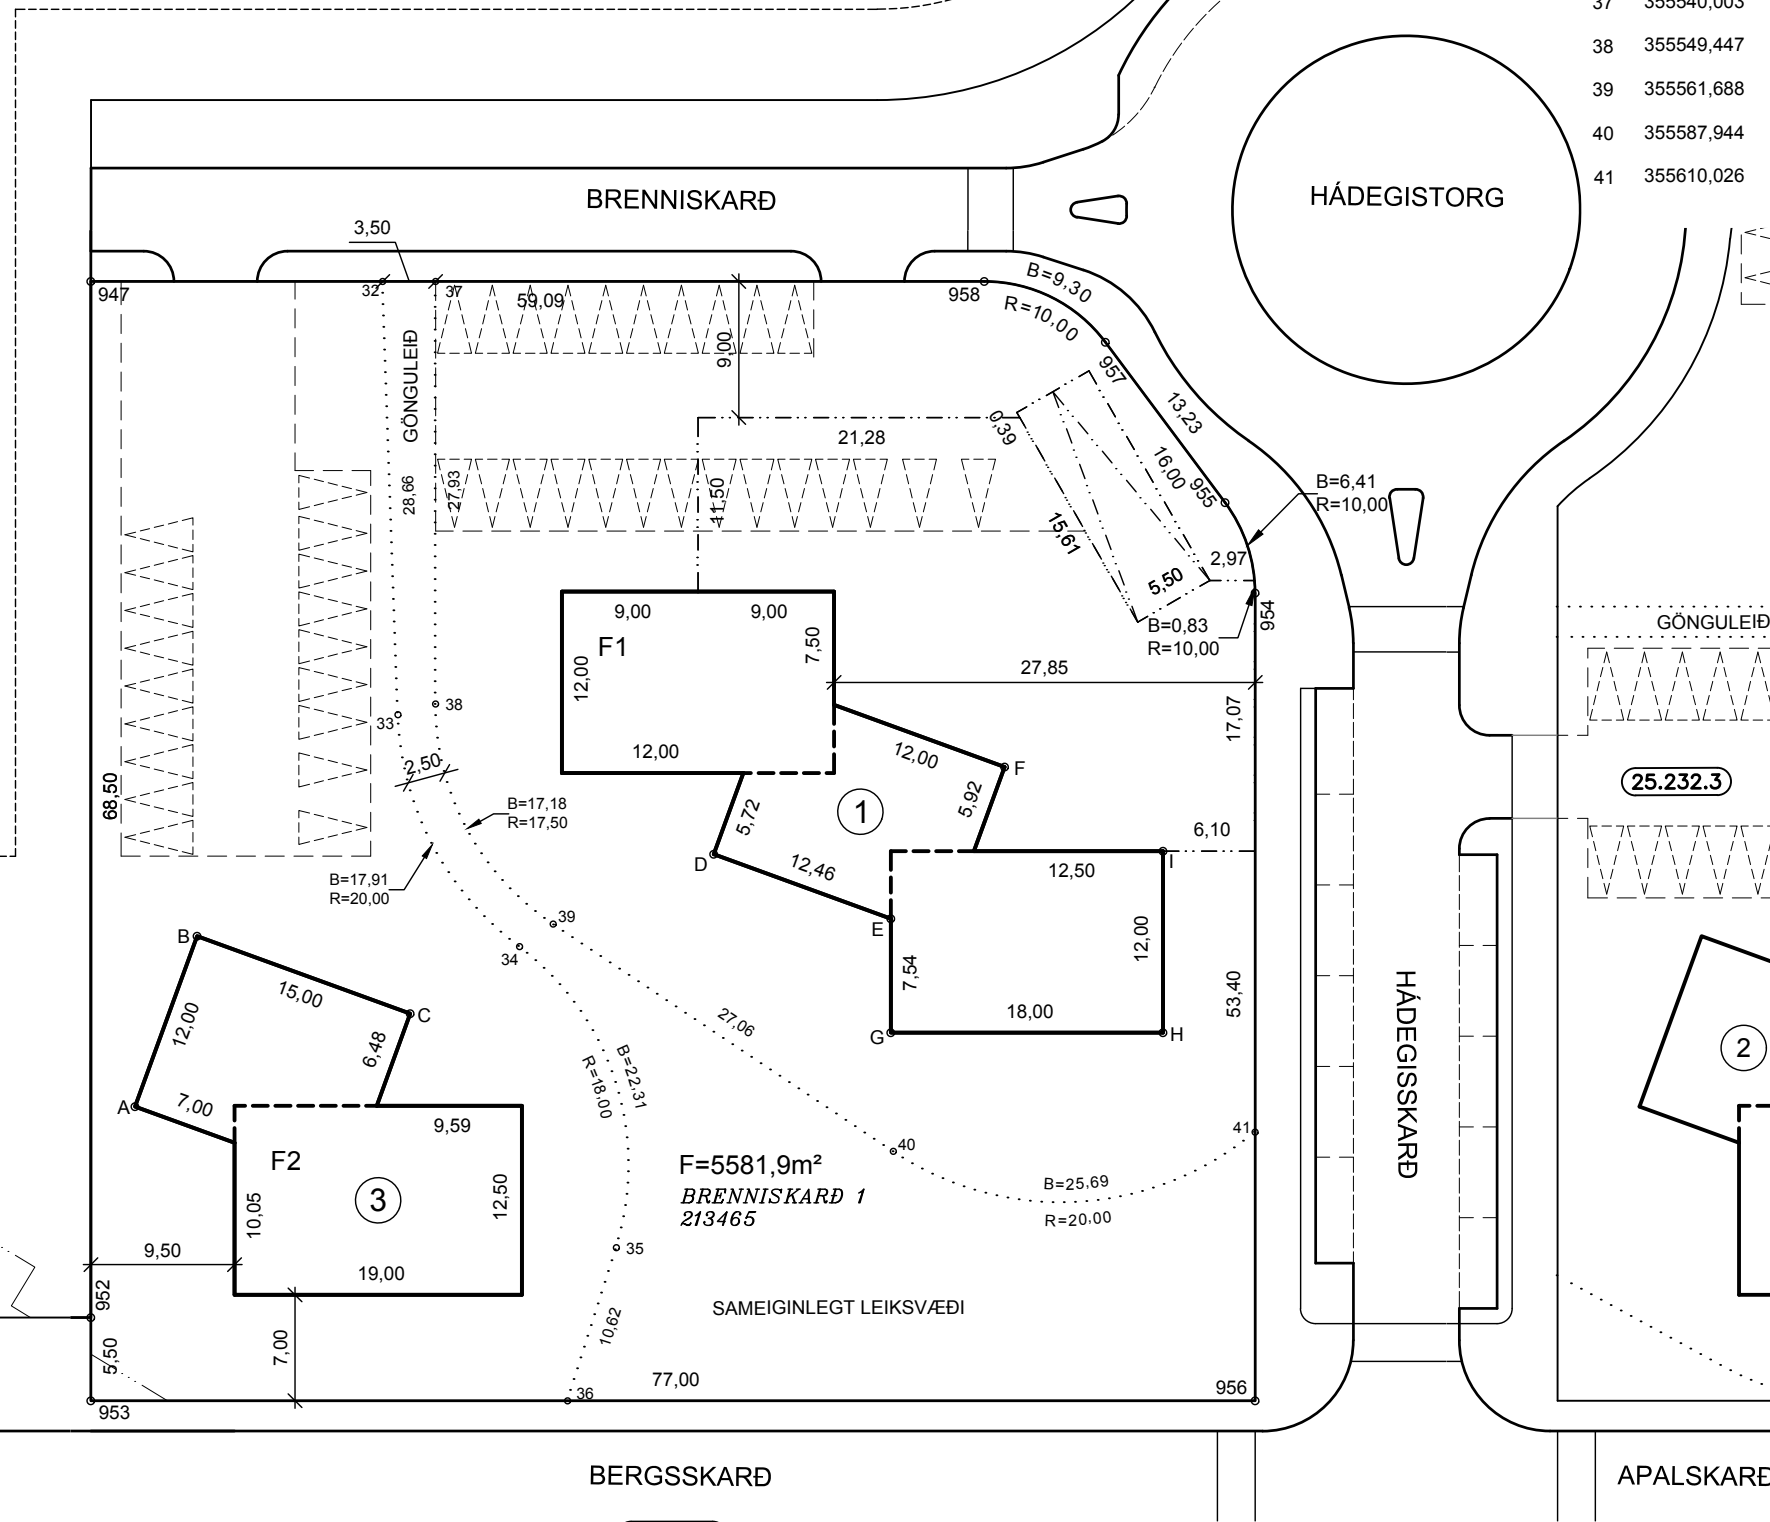 37 355540,003
38 355549,447
39 355561,688
40 355587,944
41 355610,026
BRENNISKARÐ
HÁDEGISTORG
3,50
947
32
37
59,09
958
B=9,30
R=10,00
957
13,23
9,00
GÖNGULEIÐ
21,28
0,39
16,00
955
28,66
27,93
11,50
15,61
5,50
2,97
B=6,41
R=10,00
954
B=0,83
R=10,00
9,00
9,00
F1
7,50
12,00
12,00
27,85
17,07
GÖNGULEIÐ
33
38
2,50
12,00
F
5,92
25.232.3
68,50
B=17,18
R=17,50
5,72
1
6,10
D
12,46
12,50
I
B=17,91
R=20,00
39
34
E
7,54
12,00
18,00
G
H
53,40
HÁDEGISSKARÐ
B
15,00
C
12,00
6,48
27,06
2
A
7,00
9,59
B=22,31
R=18,00
41
40
F2
3
10,05
12,50
F=5581,9m²
BRENNISKARÐ 1
213465
B=25,69
R=20,00
9,50
19,00
35
952
SAMEIGINLEGT LEIKSVÆÐI
10,62
5,50
7,00
77,00
36
956
953
BERGSSKARÐ
APALSKARÐ